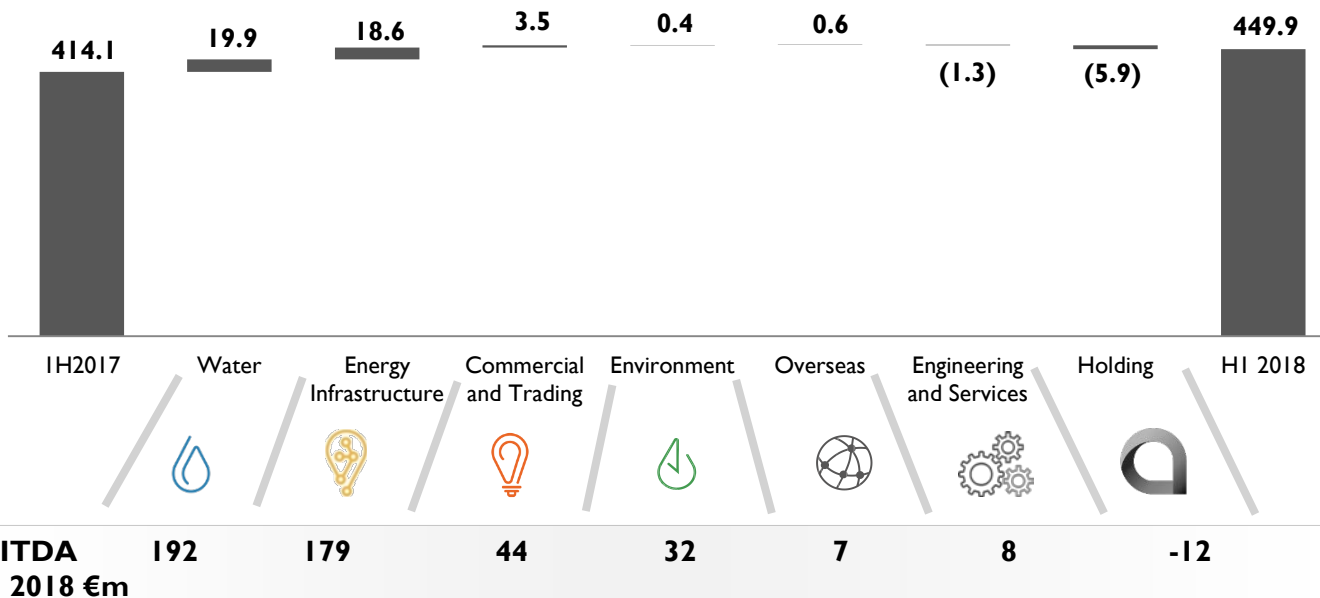 414.1
19.9
18.6
3.5
0.4
0.6
(1.3)
(5.9)
449.9
1H2017
Water
Energy
Infrastructure
Commercial
and Trading
Environment
Overseas
Engineering
and Services
Holding
H1 2018
ITDA 192 179 44 32 7 8 -12
2018 €m